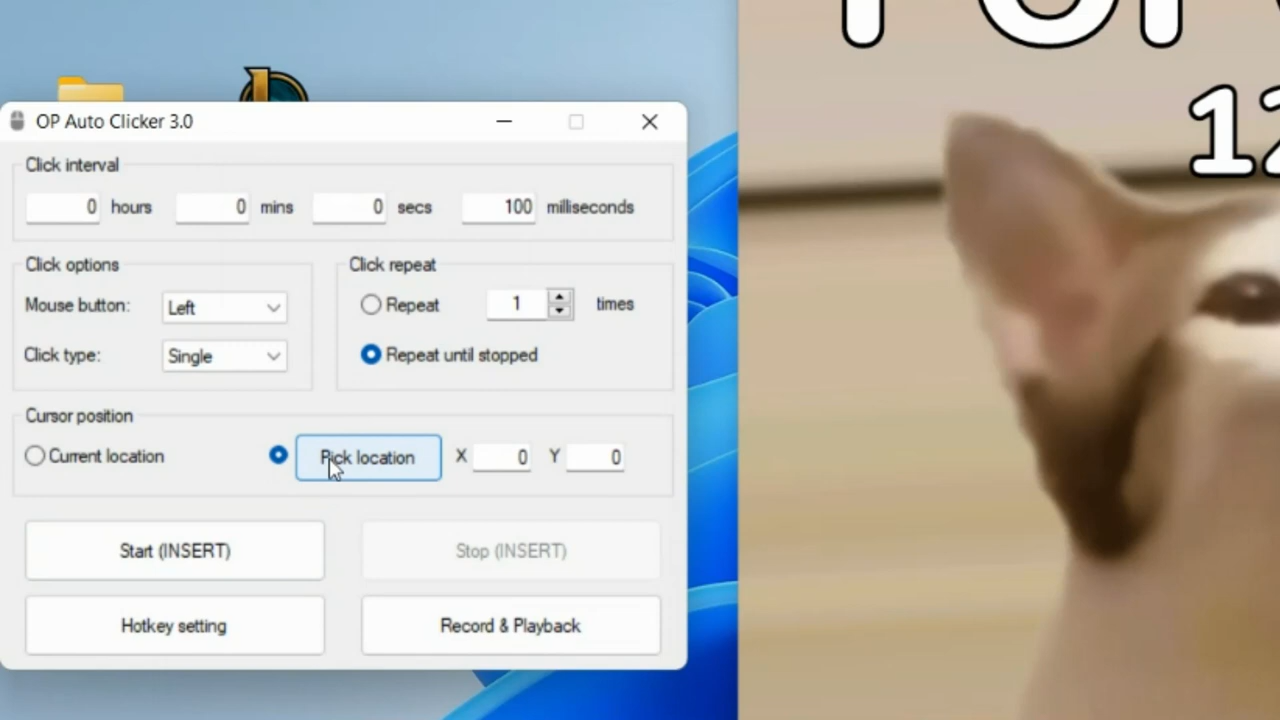 OP Auto Clicker 3.0
Click interval
0 hours 0 mins 0 secs 100 milliseconds
Click options
Mouse button: Left
Click type: Single
Click repeat
Repeat 1 times
Repeat until stopped
Cursor position
Current location Pick location X 0 Y 0
Start (INSERT) Stop (INSERT)
Hotkey setting Record & Playback
12